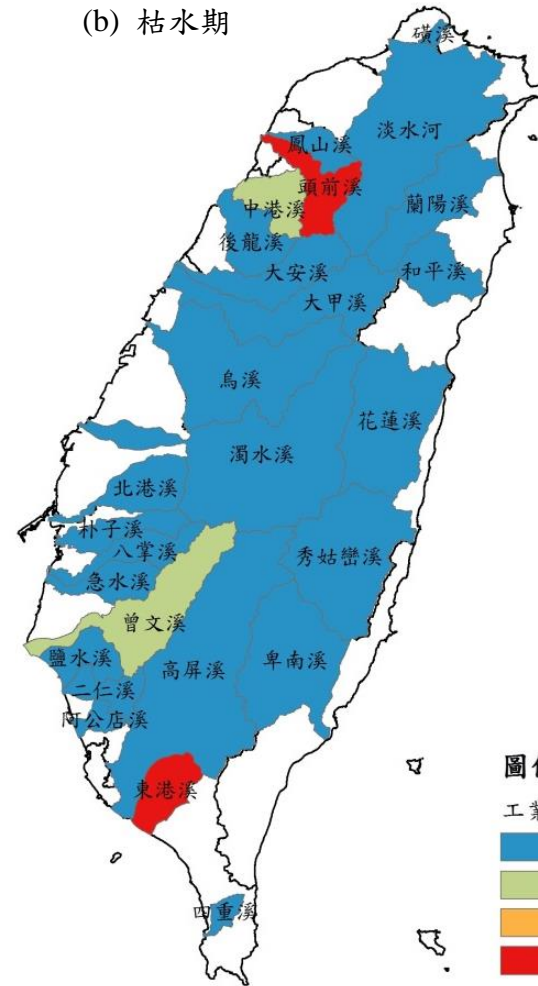 (b) 枯水期
磺溪
淡水河
鳳山溪
頭前溪
中港溪
蘭陽溪
後龍溪
和平溪
大安溪
大甲溪
烏溪
花蓮溪
濁水溪
北港溪
朴子溪
八掌溪
秀姑巒溪
急水溪
曾文溪
鹽水溪
高屏溪
卑南溪
二仁溪
阿公店溪
圖
東港溪
工業
四重溪